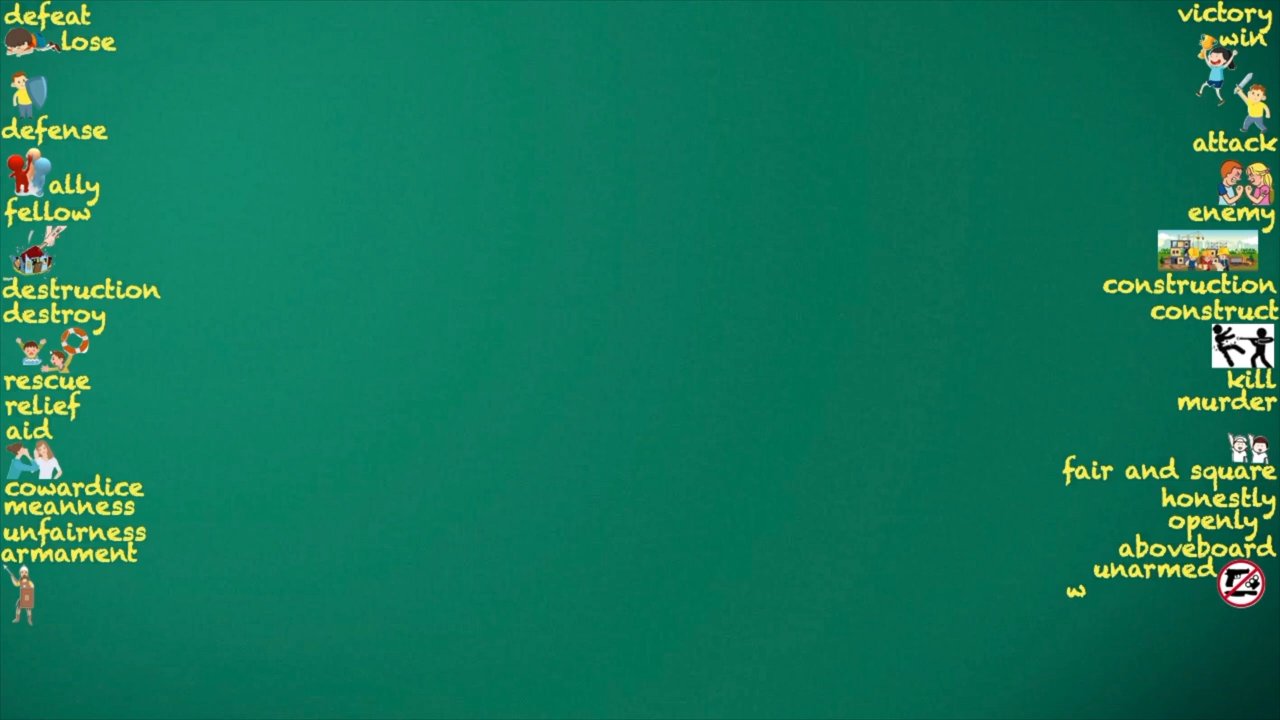 defeat
lose
defense
ally
fellow
destruction
destroy
rescue
relief
aid
cowardice
meanness
unfairness
armament
victory
win
attack
enemy
construction
construct
kill
murder
fair and square
honestly
openly
aboveboard
unarmed
w